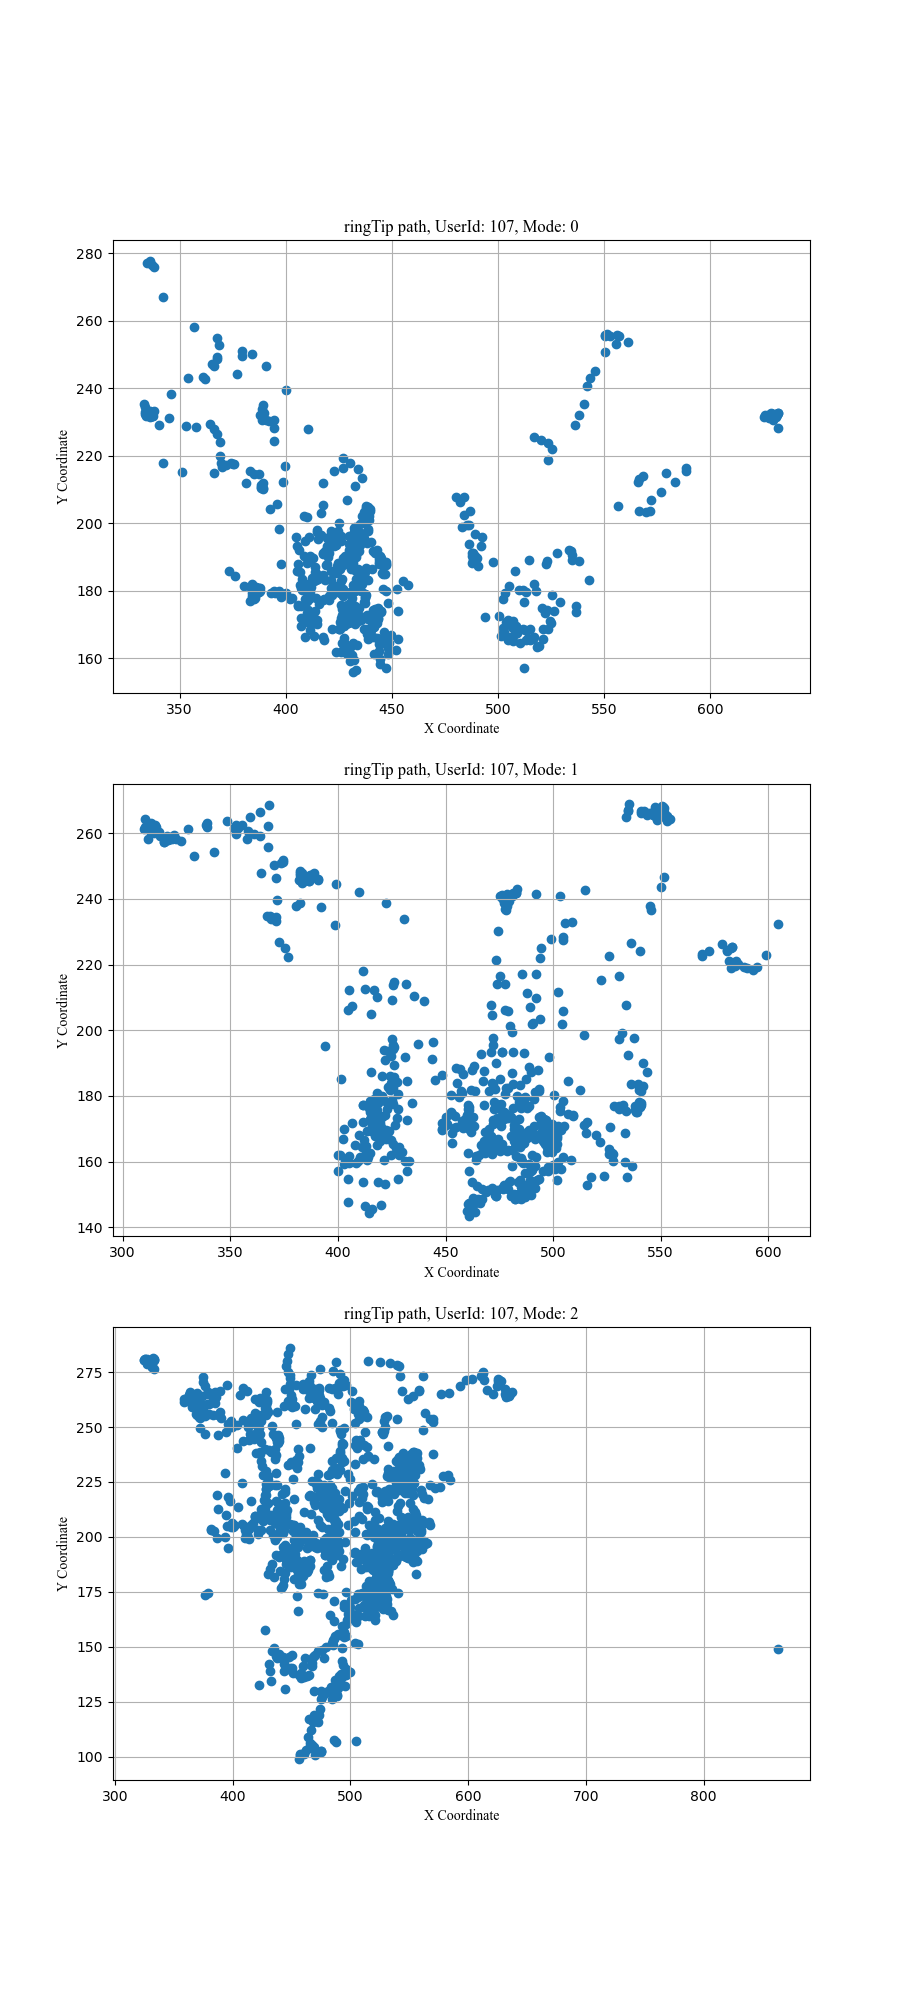 ringTip path, UserId: 107, Mode: 0
280
260
240
220
200
180
160
Y Coordinate
350 400 450 500 550 600
X Coordinate
ringTip path, UserId: 107, Mode: 1
260
240
220
200
180
160
140
Y Coordinate
300 350 400 450 500 550 600
X Coordinate
ringTip path, UserId: 107, Mode: 2
275
250
225
200
175
150
125
100
Y Coordinate
300 400 500 600 700 800
X Coordinate